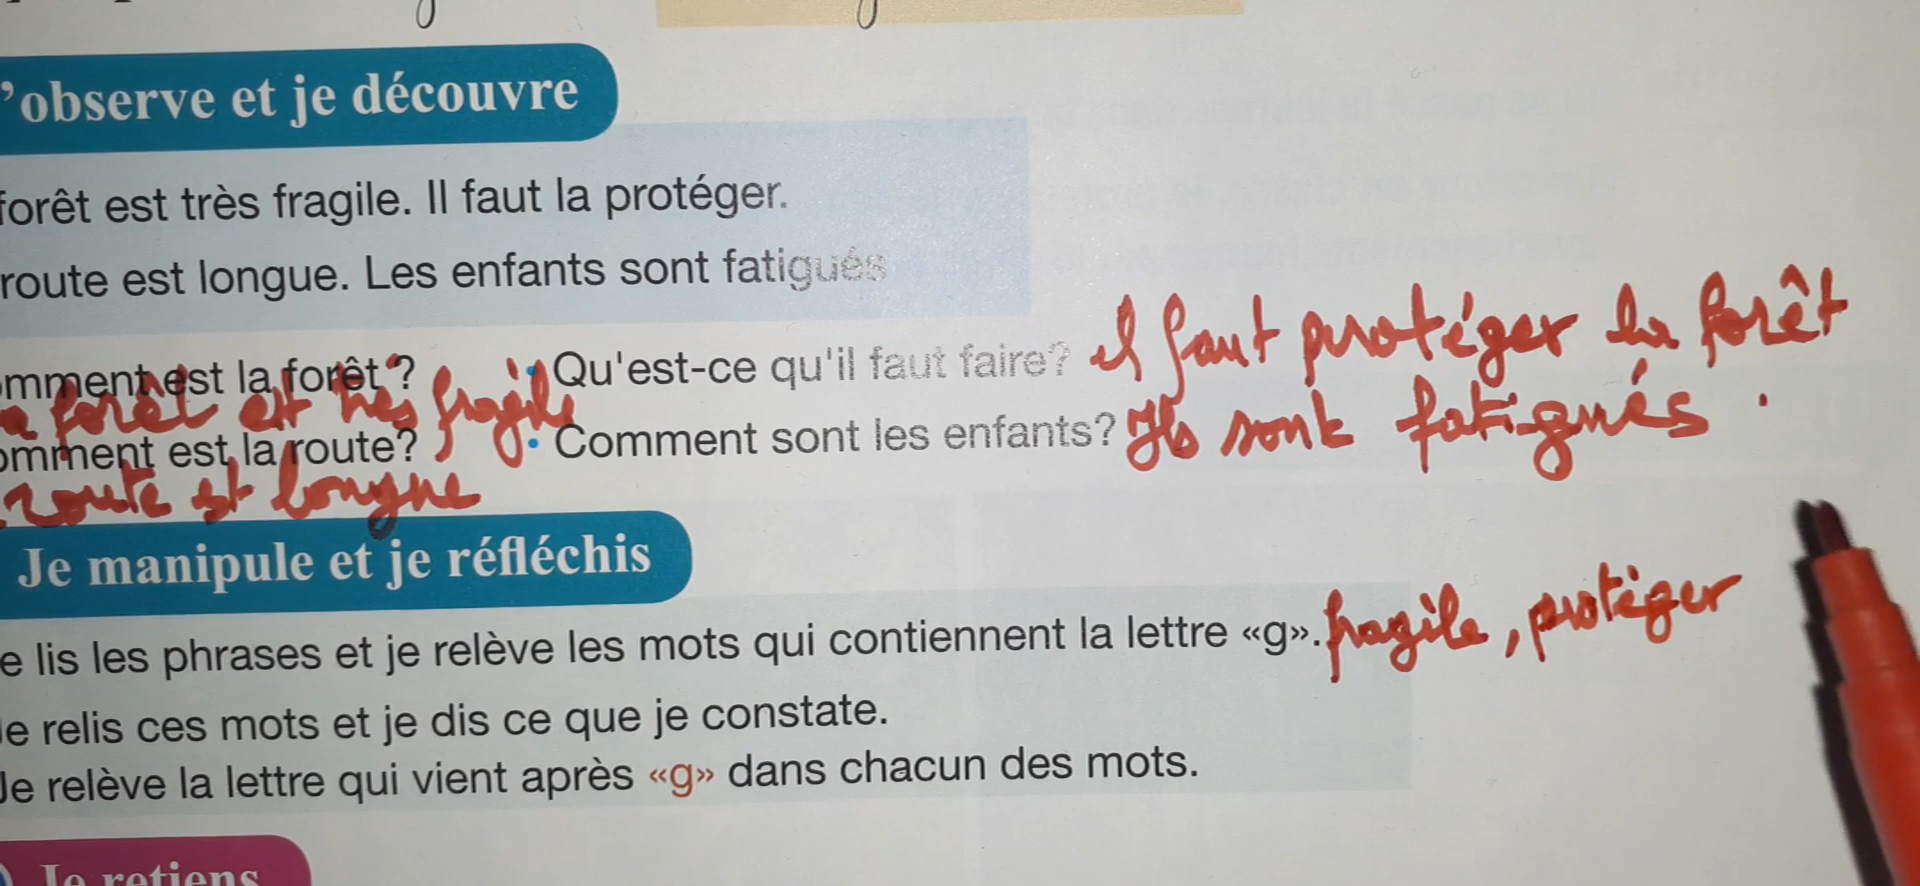 ’observe et je découvre
forêt est très fragile. Il faut la protéger.
route est longue. Les enfants sont fatigués
omment est la forêt ? • Qu'est-ce qu'il faut faire? il faut protéger la forêt
a forêt est très fragile
omment est la route? • Comment sont les enfants? Ils sont fatigués.
route est longue
Je manipule et je réfléchis
e lis les phrases et je relève les mots qui contiennent la lettre «g». fragile, protéger
Je relis ces mots et je dis ce que je constate.
Je relève la lettre qui vient après «g» dans chacun des mots.
Je retiens